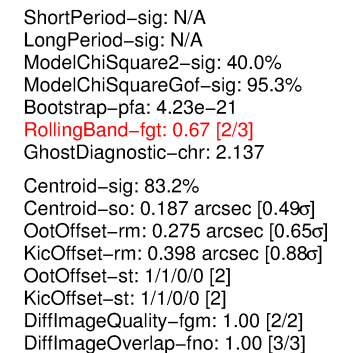 ShortPeriod−sig: N/A
LongPeriod−sig: N/A
ModelChiSquare2−sig: 40.0%
ModelChiSquareGof−sig: 95.3%
Bootstrap−pfa: 4.23e−21
RollingBand−fgt: 0.67 [2/3]
GhostDiagnostic−chr: 2.137
Centroid−sig: 83.2%
Centroid−so: 0.187 arcsec [0.49σ]
OotOffset−rm: 0.275 arcsec [0.65σ]
KicOffset−rm: 0.398 arcsec [0.88σ]
OotOffset−st: 1/1/0/0 [2]
KicOffset−st: 1/1/0/0 [2]
DiffImageQuality−fgm: 1.00 [2/2]
DiffImageOverlap−fno: 1.00 [3/3]